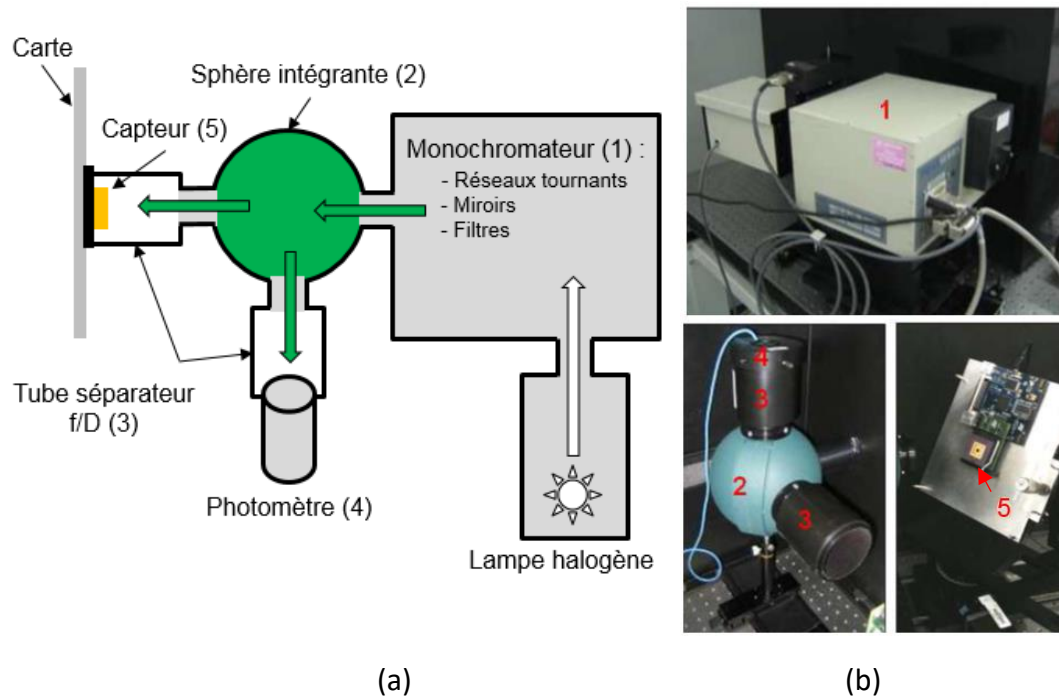 Carte
Sphère intégrante (2)
Capteur (5)
Monochromateur (1) :
- Réseaux tournants
- Miroirs
- Filtres
Tube séparateur
f/D (3)
Photomètre (4)
Lampe halogène
1
4
3
2
3
5
(a)
(b)